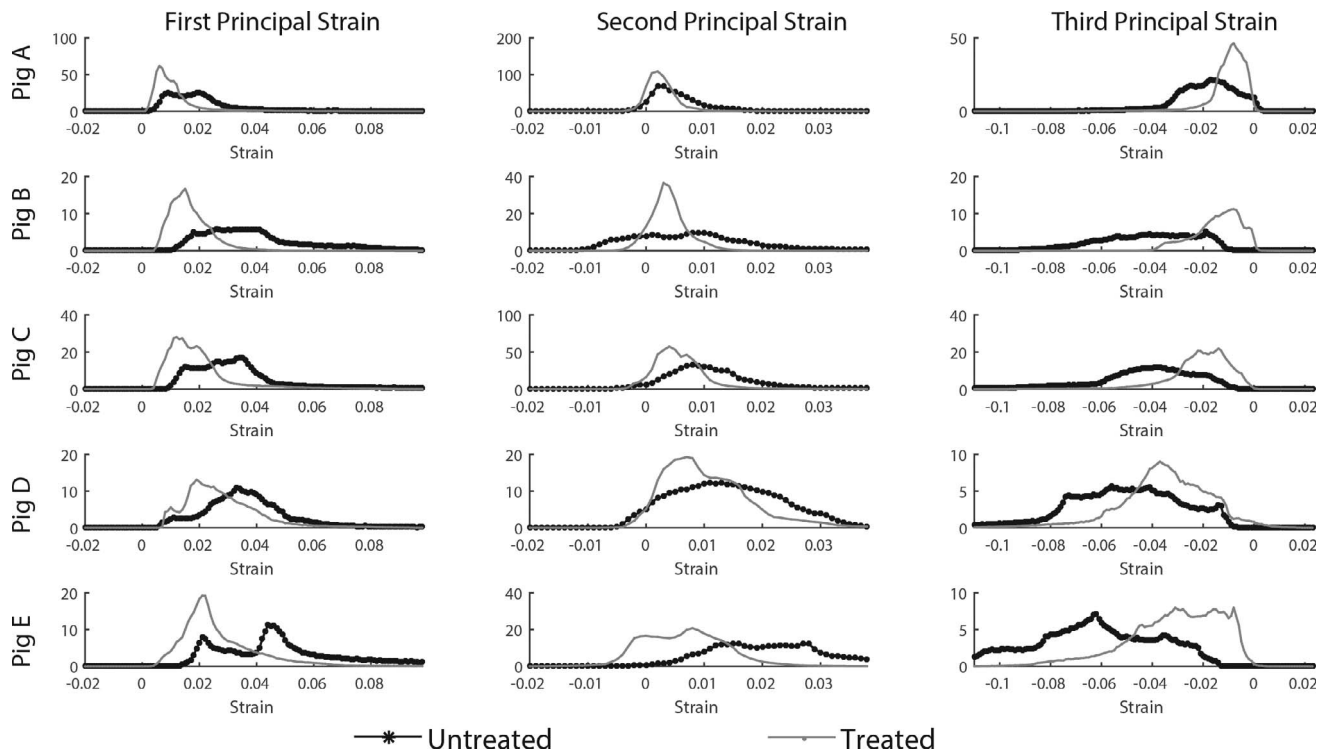 First Principal Strain Second Principal Strain Third Principal Strain
Pig A
100 200 50
50 100
0 0 0
-0.02 0 0.02 0.04 0.06 0.08 -0.02 -0.01 0 0.01 0.02 0.03 -0.1 -0.08 -0.06 -0.04 -0.02 0 0.02
Strain Strain Strain
Pig B
20 40 20
10 20 10
0 0 0
-0.02 0 0.02 0.04 0.06 0.08 -0.02 -0.01 0 0.01 0.02 0.03 -0.1 -0.08 -0.06 -0.04 -0.02 0 0.02
Strain Strain Strain
Pig C
40 100 40
20 50 20
0 0 0
-0.02 0 0.02 0.04 0.06 0.08 -0.02 -0.01 0 0.01 0.02 0.03 -0.1 -0.08 -0.06 -0.04 -0.02 0 0.02
Strain Strain Strain
Pig D
20 20 10
10 10 5
0 0 0
-0.02 0 0.02 0.04 0.06 0.08 -0.02 -0.01 0 0.01 0.02 0.03 -0.1 -0.08 -0.06 -0.04 -0.02 0 0.02
Strain Strain Strain
Pig E
20 40 10
10 20 5
0 0 0
-0.02 0 0.02 0.04 0.06 0.08 -0.02 -0.01 0 0.01 0.02 0.03 -0.1 -0.08 -0.06 -0.04 -0.02 0 0.02
Strain Strain Strain
Untreated Treated